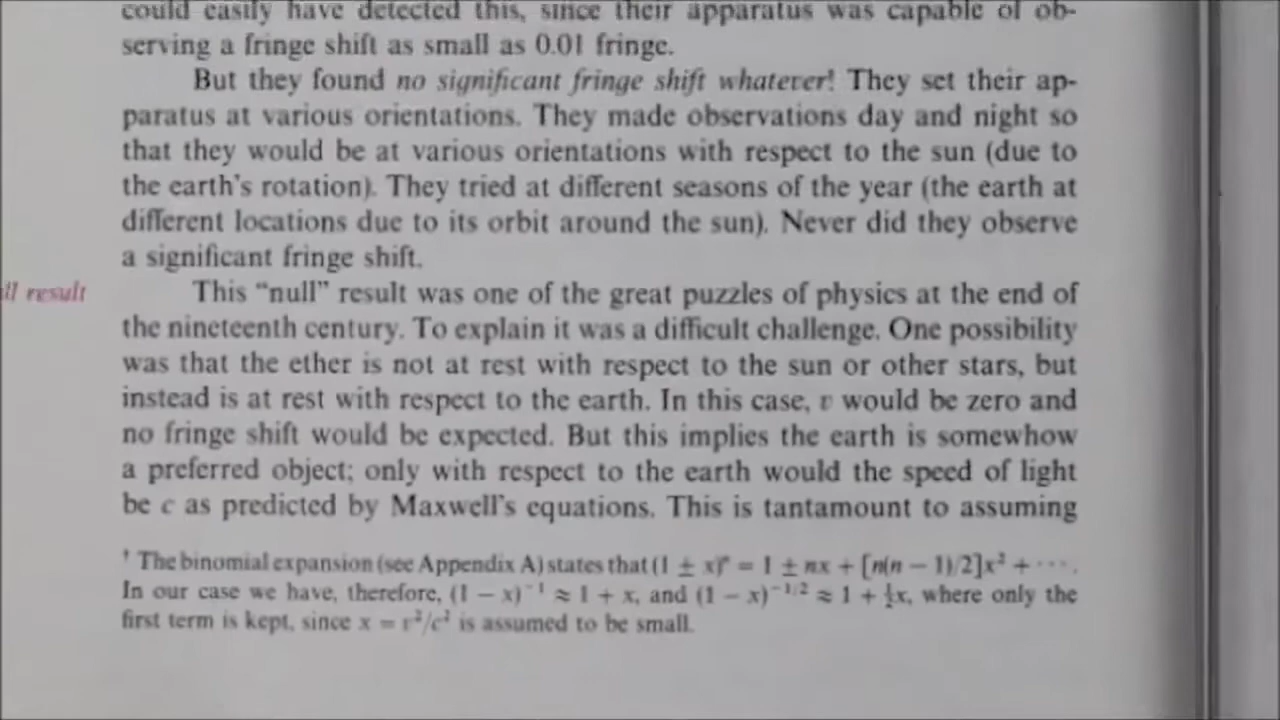 could easily have detected this, since their apparatus was capable of ob-
serving a fringe shift as small as 0.01 fringe.
But they found no significant fringe shift whatever! They set their ap-
paratus at various orientations. They made observations day and night so
that they would be at various orientations with respect to the sun (due to
the earth's rotation). They tried at different seasons of the year (the earth at
different locations due to its orbit around the sun). Never did they observe
a significant fringe shift.
ll result
This “null” result was one of the great puzzles of physics at the end of
the nineteenth century. To explain it was a difficult challenge. One possibility
was that the ether is not at rest with respect to the sun or other stars, but
instead is at rest with respect to the earth. In this case, v would be zero and
no fringe shift would be expected. But this implies the earth is somehow
a preferred object; only with respect to the earth would the speed of light
be c as predicted by Maxwell's equations. This is tantamount to assuming
† The binomial expansion (see Appendix A) states that (1 ± x)ⁿ = 1 ± nx + [n(n − 1)/2]x² + ⋯.
In our case we have, therefore, (1 − x)⁻¹ ≈ 1 + x, and (1 − x)⁻¹/² ≈ 1 + ½x, where only the
first term is kept, since x = v²/c² is assumed to be small.